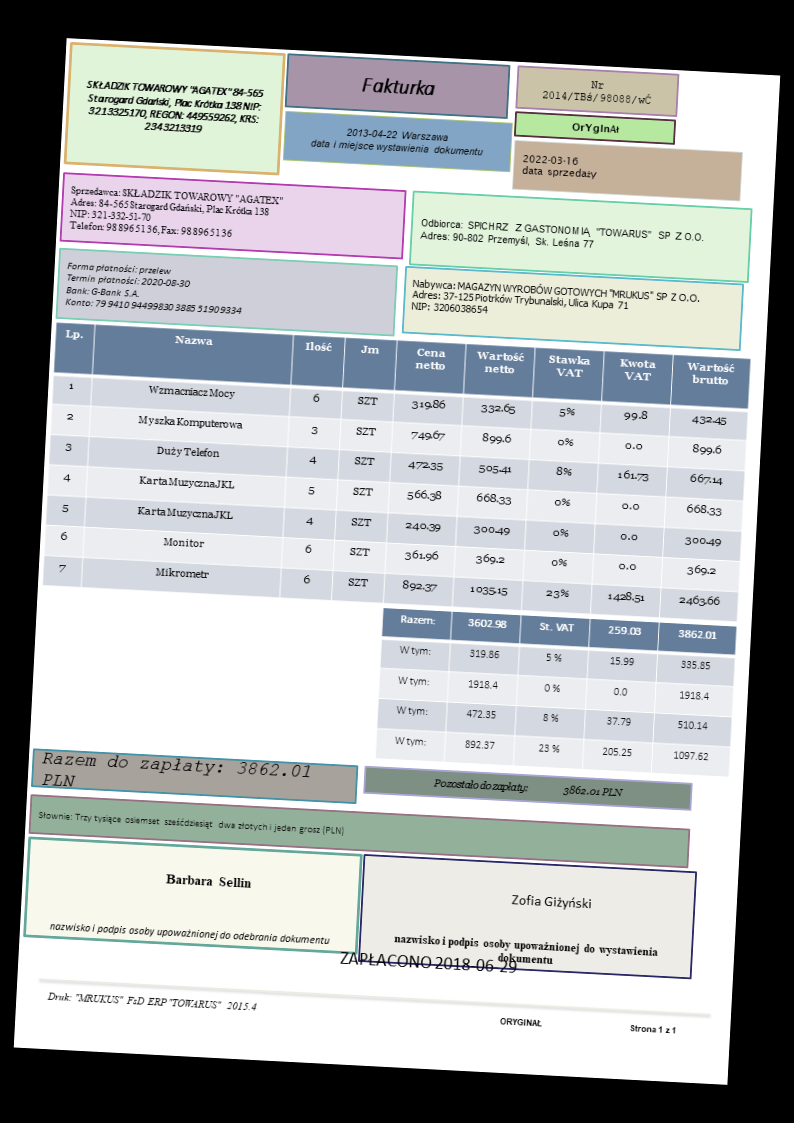 SKŁADZIK TOWAROWY "AGATEX" 84-565
Starogard Gdański, Plac Krótka 138 NIP:
3213325170, REGON: 449559262, KRS:
2343213319
Fakturka
2013-04-22 Warszawa
data i miejsce wystawienia dokumentu
Nr
2014/TBś/98088/wĆ
OrYgInAł
2022-03-16
data sprzedaży
Sprzedawca: SKŁADZIK TOWAROWY "AGATEX"
Adres: 84-565 Starogard Gdański, Plac Krótka 138
NIP: 321-332-51-70
Telefon: 988965136, Fax: 988965136
Odbiorca: SPICHRZ Z GASTONOMIĄ "TOWARUS" SP Z O.O.
Adres: 90-802 Przemyśl, Sk. Leśna 77
Forma płatności: przelew
Termin płatności: 2020-08-30
Bank: G-Bank S.A.
Konto: 79 9410 94499830 3885 51909334
Nabywca: MAGAZYN WYROBÓW GOTOWYCH "MRUKUS" SP Z O.O.
Adres: 37-125 Piotrków Trybunalski, Ulica Kupa 71
NIP: 3206038654
Lp. Nazwa Ilość Jm Cena netto Wartość netto Stawka VAT Kwota VAT Wartość brutto
1 Wzmacniacz Mocy 6 SZT 319.86 332.65 5% 99.8 432.45
2 Myszka Komputerowa 3 SZT 749.67 899.6 0% 0.0 899.6
3 Duży Telefon 4 SZT 472.35 505.41 8% 161.73 667.14
4 Karta Muzyczna JKL 5 SZT 566.38 668.33 0% 0.0 668.33
5 Karta Muzyczna JKL 4 SZT 240.39 300.49 0% 0.0 300.49
6 Monitor 6 SZT 361.96 369.2 0% 0.0 369.2
7 Mikrometr 6 SZT 892.37 1035.15 23% 1428.51 2463.66
Razem: 3602.98 St. VAT 259.03 3862.01
W tym: 319.86 5 % 15.99 335.85
W tym: 1918.4 0 % 0.0 1918.4
W tym: 472.35 8 % 37.79 510.14
W tym: 892.37 23 % 205.25 1097.62
Razem do zapłaty: 3862.01
PLN
Pozostało do zapłaty: 3862.01 PLN
Słownie: Trzy tysiące osiemset sześćdziesiąt dwa złotych i jeden grosz (PLN)
Barbara Sellin
nazwisko i podpis osoby upoważnionej do odebrania dokumentu
Zofia Giżyński
nazwisko i podpis osoby upoważnionej do wystawienia
dokumentu
ZAPŁACONO 2018-06-29
Druk: "MRUKUS" FsD ERP "TOWARUS" 2015.4
ORYGINAŁ
Strona 1 z 1